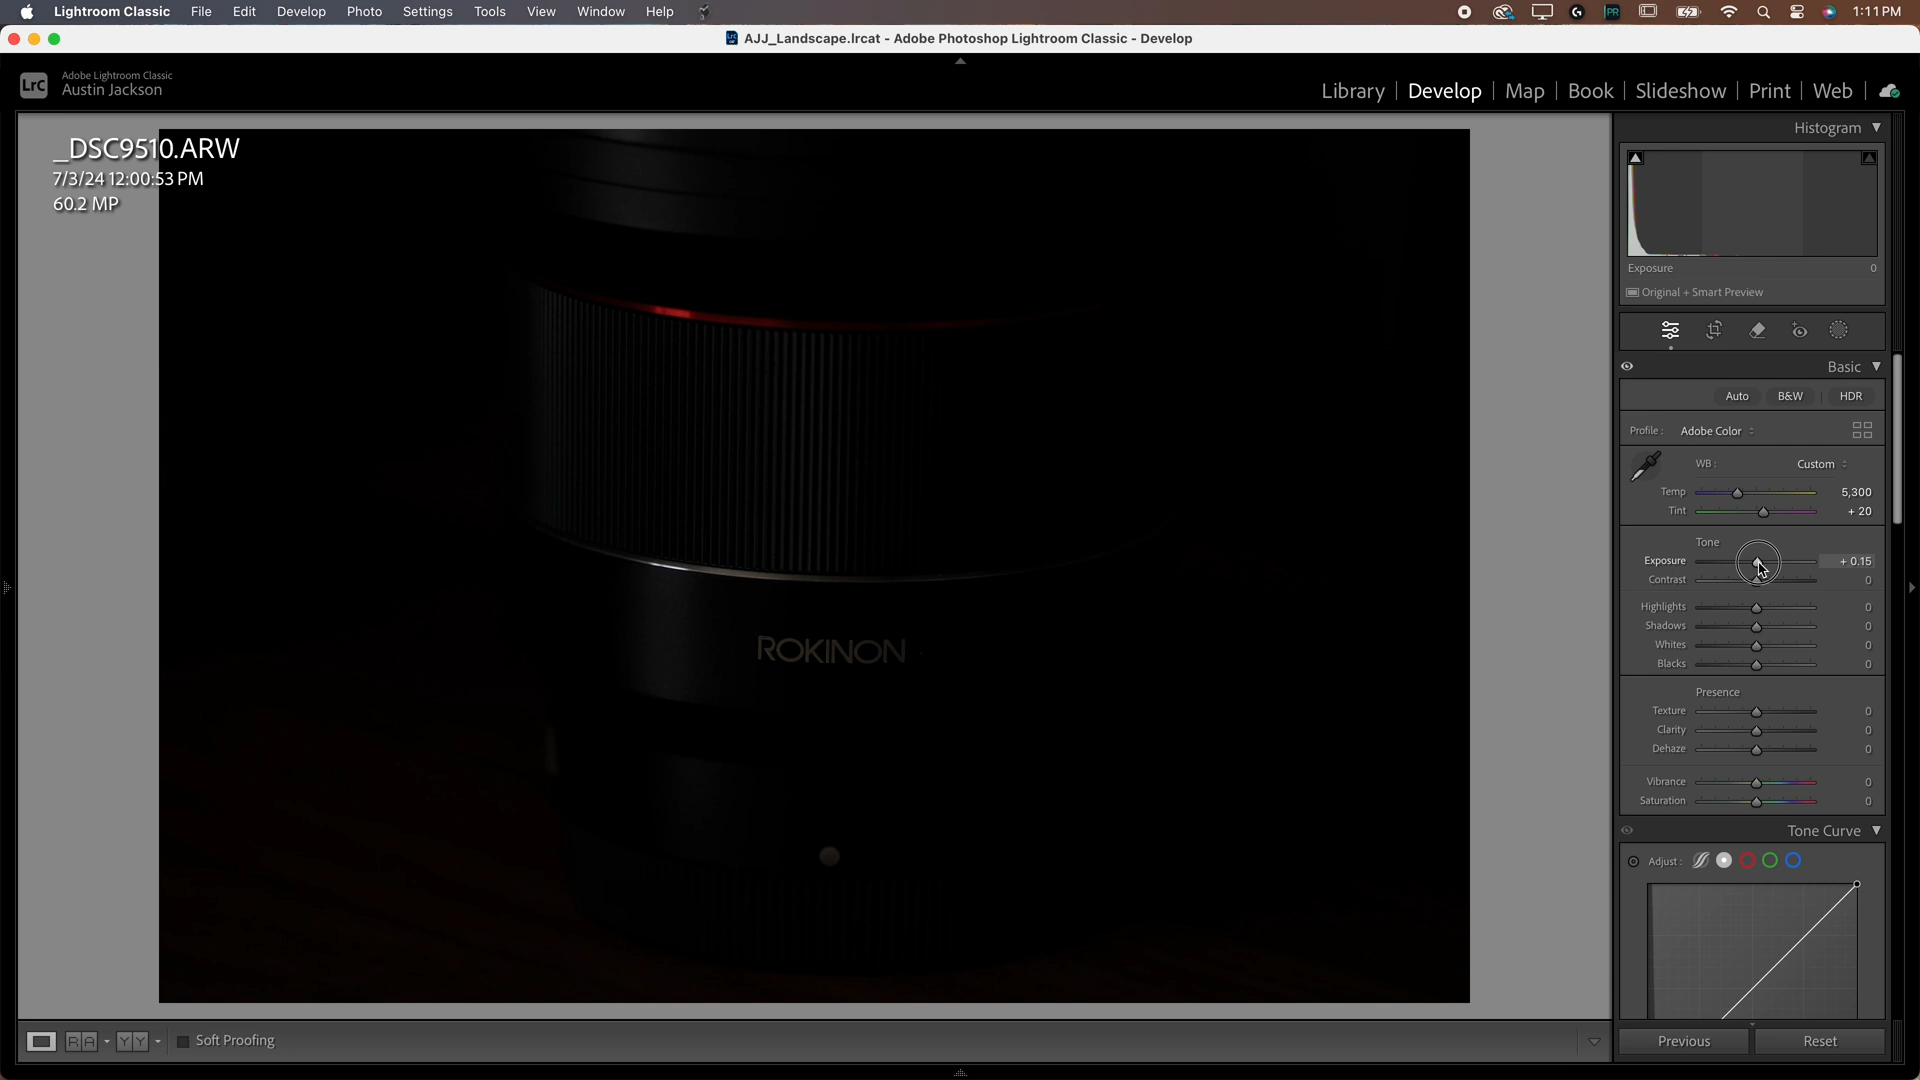 Lightroom Classic File Edit Develop Photo Settings Tools View Window Help 1:11 PM
AJJ_Landscape.lrcat - Adobe Photoshop Lightroom Classic - Develop
LrC Adobe Lightroom Classic
Austin Jackson
Library Develop Map Book Slideshow Print Web
_DSC9510.ARW
7/3/24 12:00:53 PM
60.2 MP
ROKINON
Histogram
Exposure 0
Original + Smart Preview
Basic
Auto B&W HDR
Profile : Adobe Color
WB : Custom
Temp 5,300
Tint + 20
Tone
Exposure + 0.15
Contrast 0
Highlights 0
Shadows 0
Whites 0
Blacks 0
Presence
Texture 0
Clarity 0
Dehaze 0
Vibrance 0
Saturation 0
Tone Curve
Adjust :
R A Y Y Soft Proofing
Previous Reset